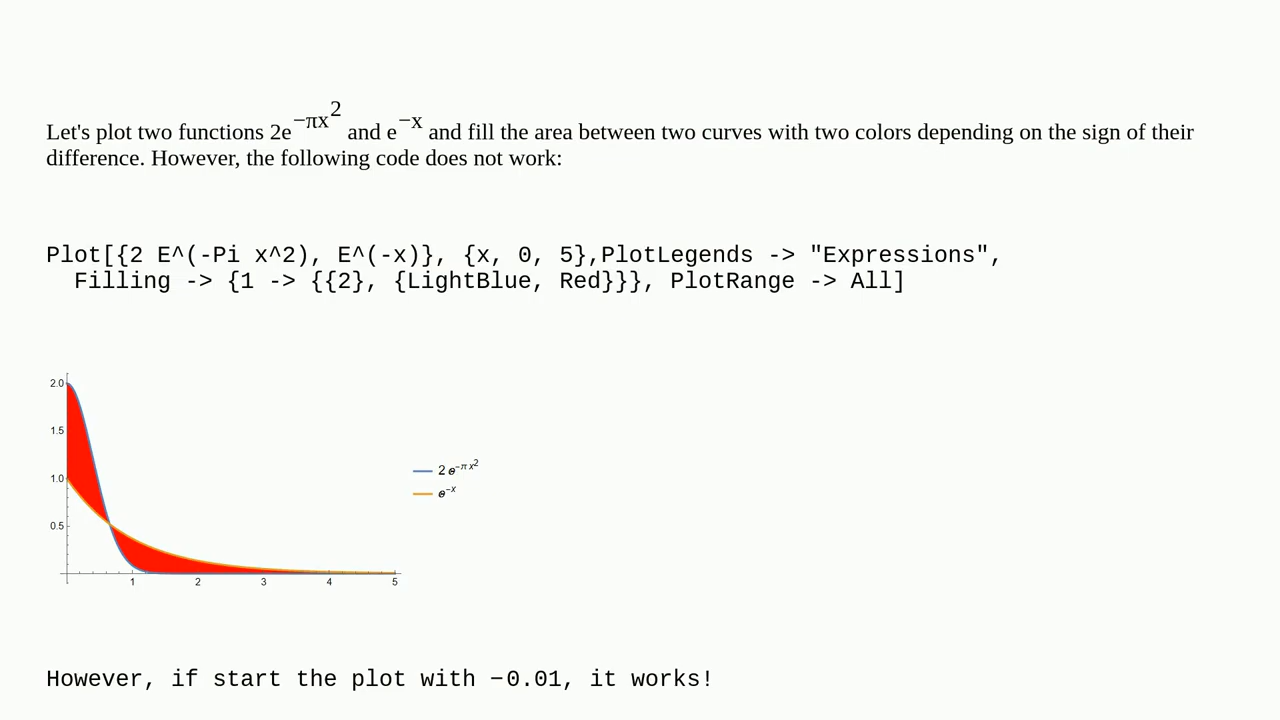 Let's plot two functions 2e^−πx^2 and e^−x and fill the area between two curves with two colors depending on the sign of their
difference. However, the following code does not work:
Plot[{2 E^(-Pi x^2), E^(-x)}, {x, 0, 5},PlotLegends -> "Expressions",
Filling -> {1 -> {{2}, {LightBlue, Red}}}, PlotRange -> All]
2.0
1.5
1.0
0.5
1 2 3 4 5
2 e^−π x^2
e^−x
However, if start the plot with −0.01, it works!